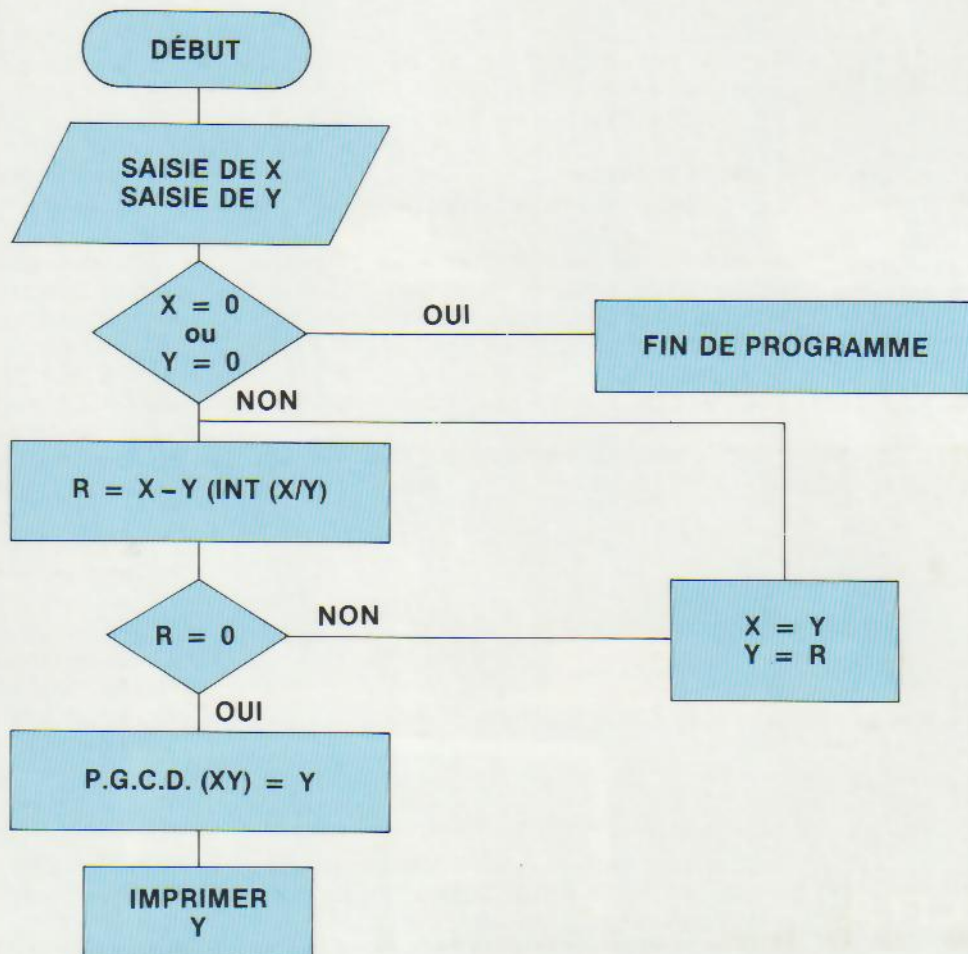 DÉBUT
SAISIE DE X
SAISIE DE Y
X = 0
ou
Y = 0
OUI
FIN DE PROGRAMME
NON
R = X – Y (INT (X/Y)
R = 0
NON
X = Y
Y = R
OUI
P.G.C.D. (XY) = Y
IMPRIMER
Y